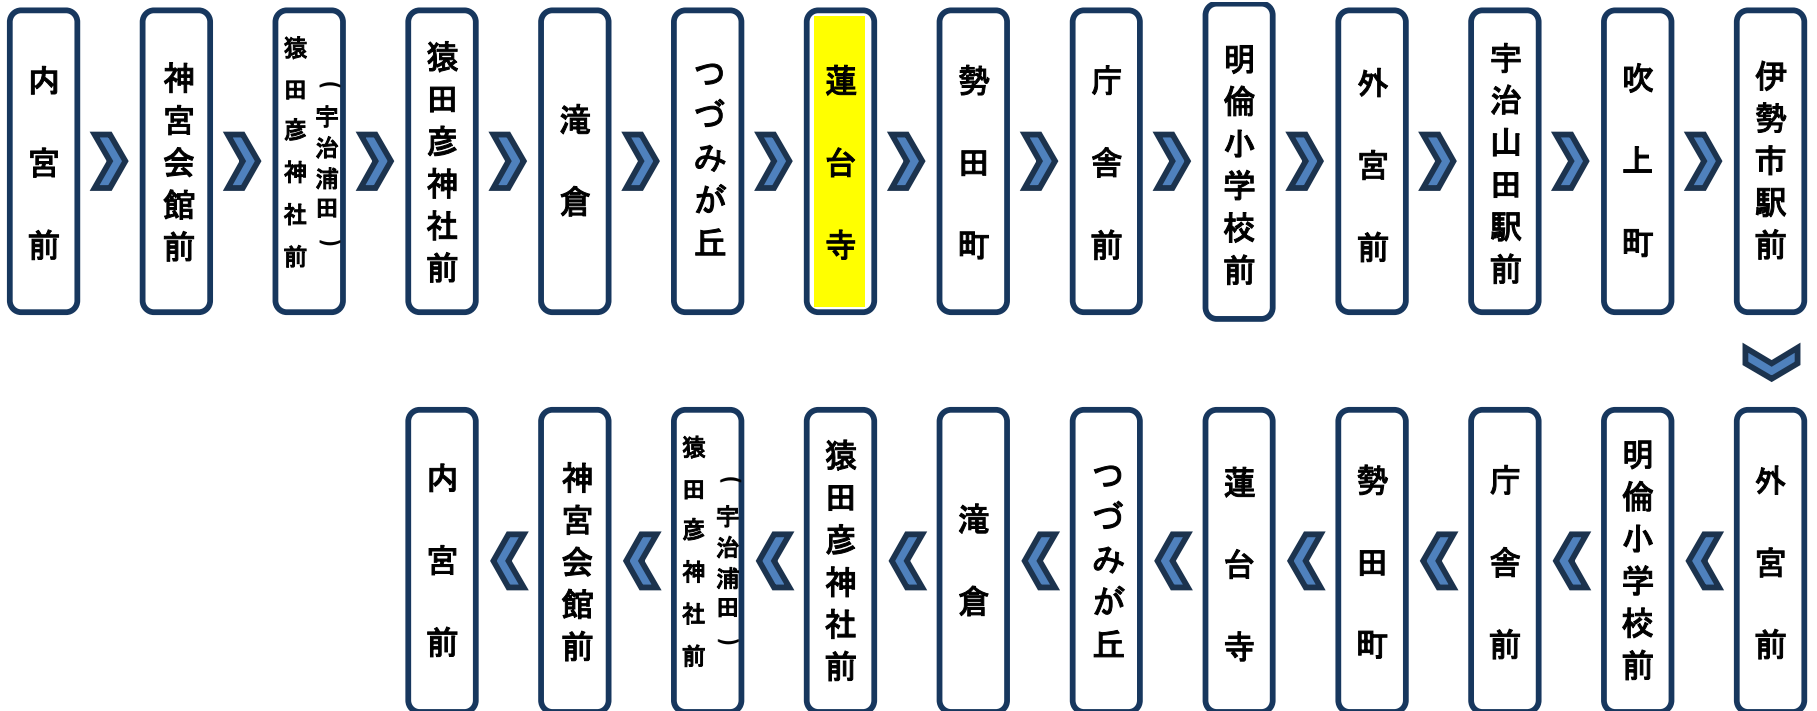 内宮前
神宮会館前
猿田彦神社前
（宇治浦田）
猿田彦神社前
滝倉
つづみが丘
蓮台寺
勢田町
庁舎前
明倫小学校前
外宮前
宇治山田駅前
吹上町
伊勢市駅前
外宮前
明倫小学校前
庁舎前
勢田町
蓮台寺
つづみが丘
滝倉
猿田彦神社前
猿田彦神社前
（宇治浦田）
神宮会館前
内宮前